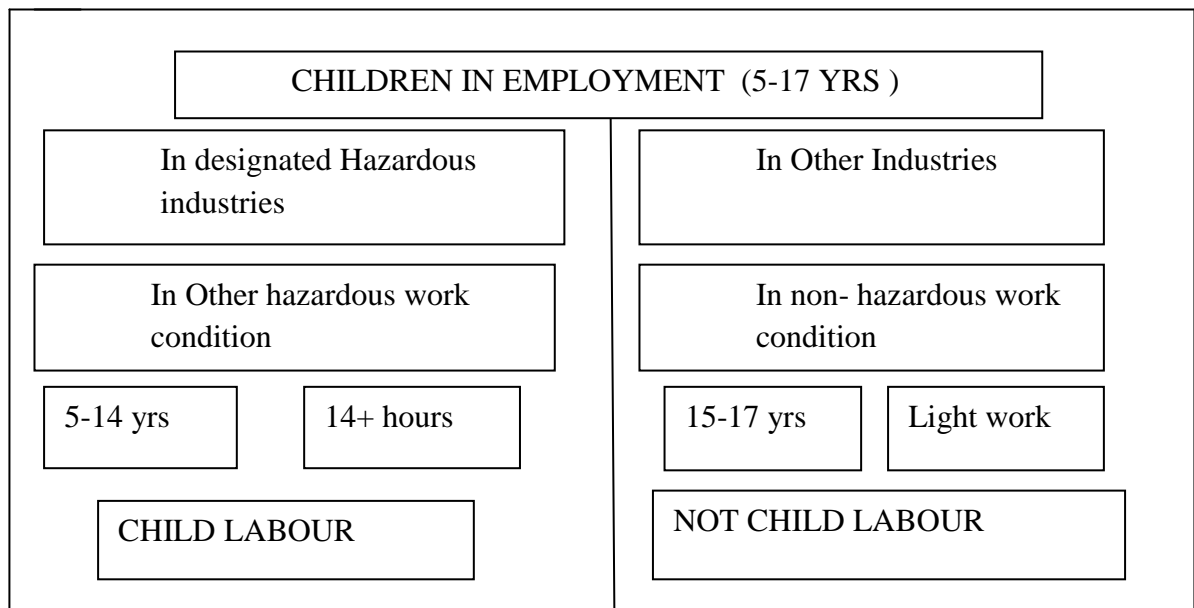 CHILDREN IN EMPLOYMENT (5-17 YRS )
In designated Hazardous
industries
In Other Industries
In Other hazardous work
condition
In non- hazardous work
condition
5-14 yrs
14+ hours
15-17 yrs
Light work
CHILD LABOUR
NOT CHILD LABOUR